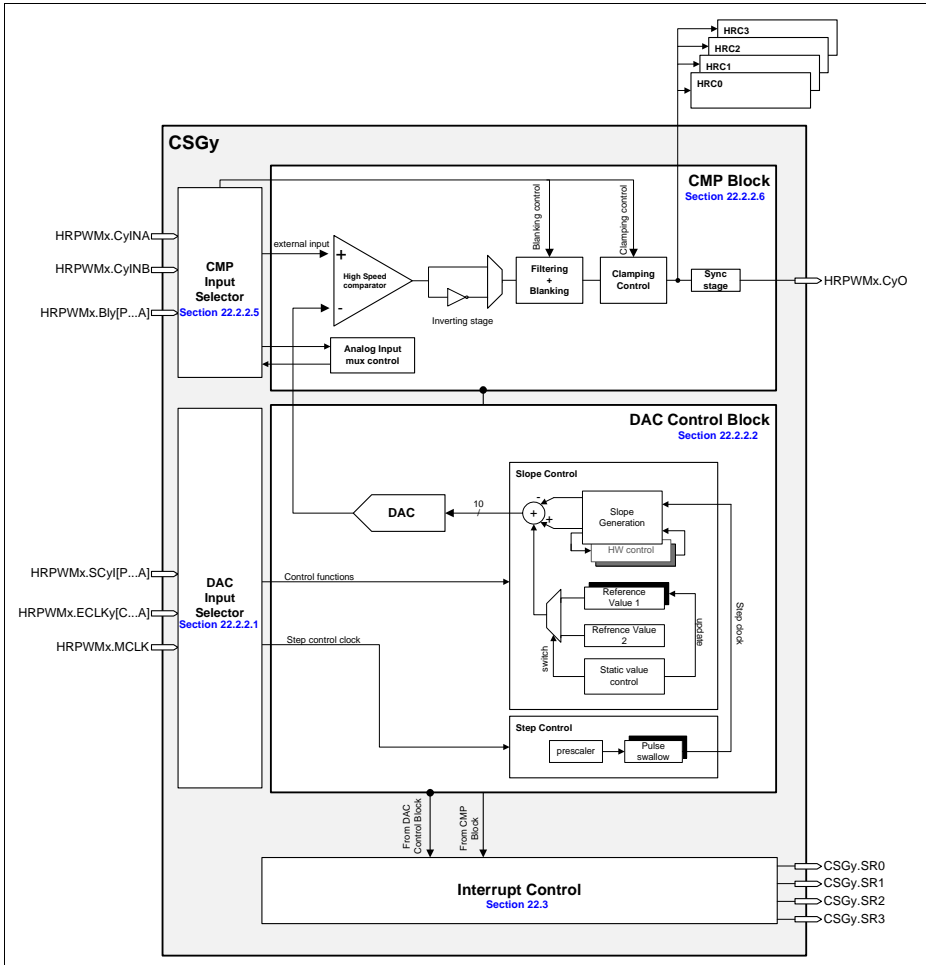 HRC3
HRC2
HRC1
HRC0
CSGy
CMP Block
Section 22.2.2.6
Blanking control
Clamping control
HRPWMx.CyINA
HRPWMx.CyINB
HRPWMx.BIy[P...A]
CMP
Input
Selector
Section 22.2.2.5
external input
+
-
High Speed
comparator
Inverting stage
Filtering
+
Blanking
Clamping
Control
Sync
stage
HRPWMx.CyO
Analog Input
mux control
DAC Control Block
Section 22.2.2.2
Slope Control
DAC
10
-
+
+
Slope
Generation
HW control
HRPWMx.SCyI[P...A]
HRPWMx.ECLKy[C...A]
HRPWMx.MCLK
DAC
Input
Selector
Section 22.2.2.1
Control functions
Step control clock
Reference
Value 1
Refrence Value
2
Static value
control
switch
update
Step clock
Step Control
prescaler
Pulse
swallow
From DAC
Control Block
From CMP
Block
Interrupt Control
Section 22.3
CSGy.SR0
CSGy.SR1
CSGy.SR2
CSGy.SR3